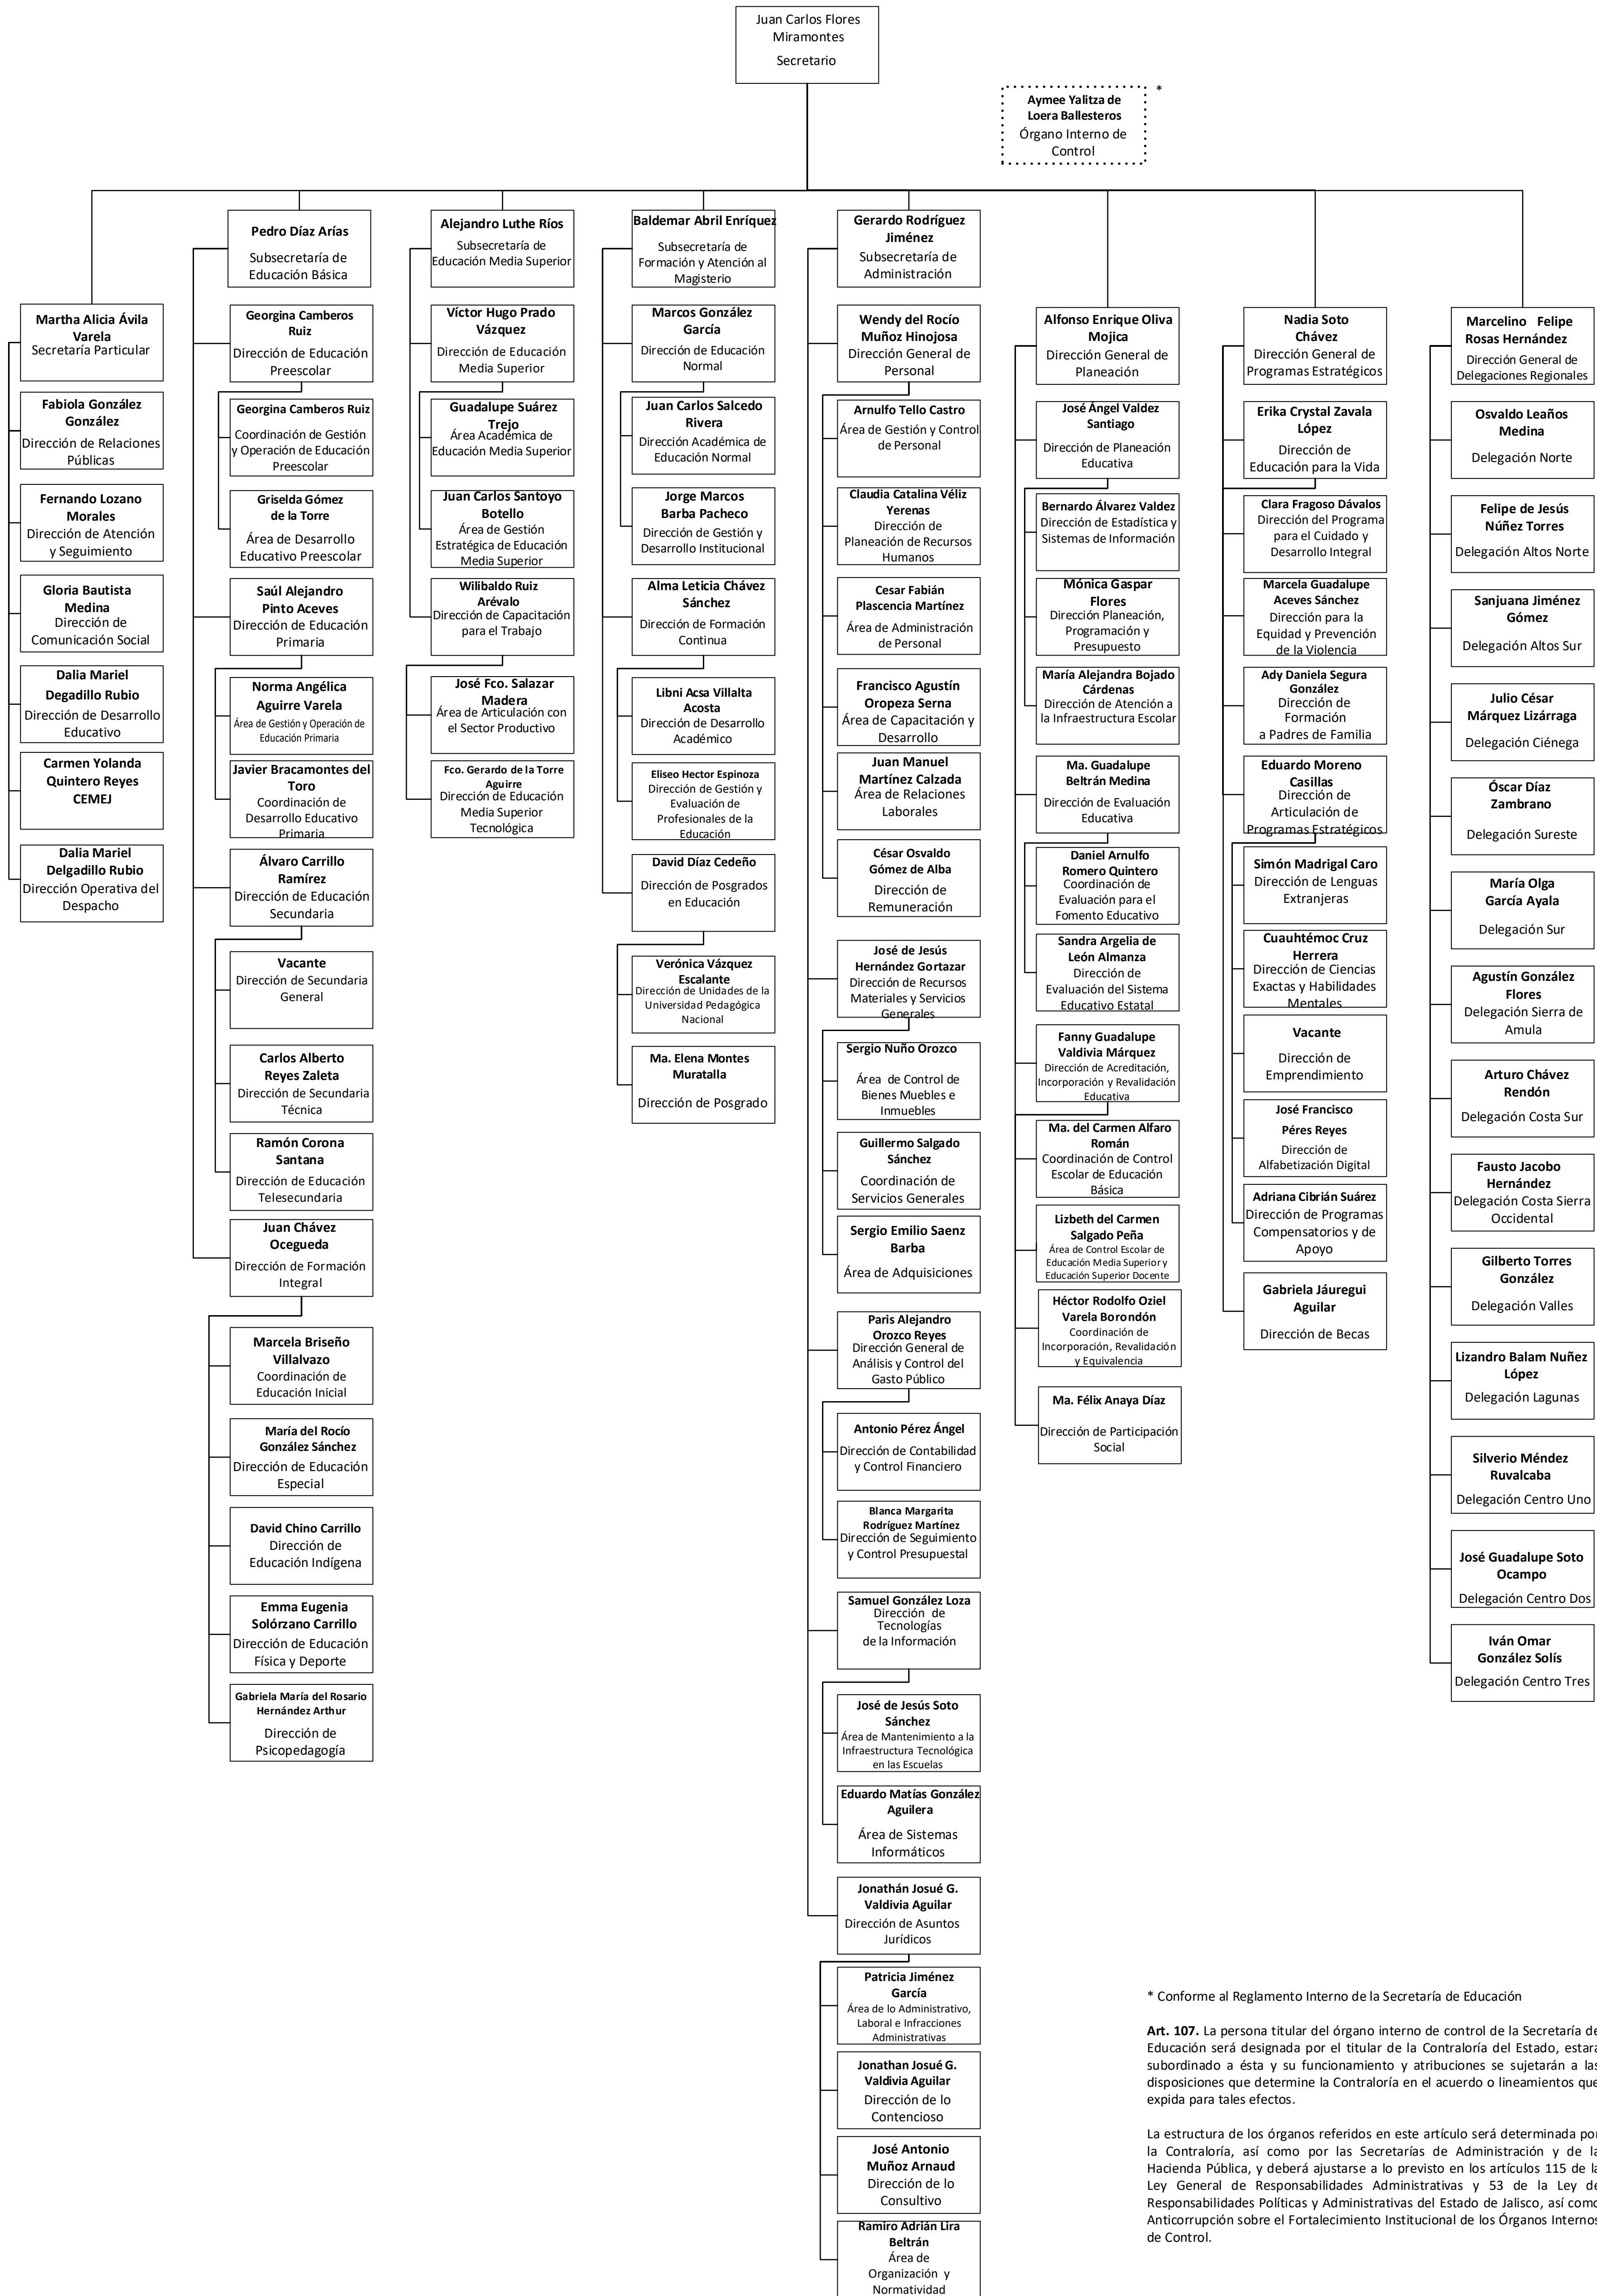 Juan Carlos Flores
Miramontes
Secretario
*
Aymee Yalitza de
Loera Ballesteros
Órgano Interno de
Control
Martha Alicia Ávila
Varela
Secretaría Particular
Fabiola González
González
Dirección de Relaciones
Públicas
Fernando Lozano
Morales
Dirección de Atención
y Seguimiento
Gloria Bautista
Medina
Dirección de
Comunicación Social
Dalia Mariel
Degadillo Rubio
Dirección de Desarrollo
Educativo
Carmen Yolanda
Quintero Reyes
CEMEJ
Dalia Mariel
Delgadillo Rubio
Dirección Operativa del
Despacho
Pedro Díaz Arías
Subsecretaría de
Educación Básica
Georgina Camberos
Ruiz
Dirección de Educación
Preescolar
Georgina Camberos Ruiz
Coordinación de Gestión
y Operación de Educación
Preescolar
Griselda Gómez
de la Torre
Área de Desarrollo
Educativo Preescolar
Saúl Alejandro
Pinto Aceves
Dirección de Educación
Primaria
Norma Angélica
Aguirre Varela
Área de Gestión y Operación de
Educación Primaria
Javier Bracamontes del
Toro
Coordinación de
Desarrollo Educativo
Primaria
Álvaro Carrillo
Ramírez
Dirección de Educación
Secundaria
Vacante
Dirección de Secundaria
General
Carlos Alberto
Reyes Zaleta
Dirección de Secundaria
Técnica
Ramón Corona
Santana
Dirección de Educación
Telesecundaria
Juan Chávez
Ocegueda
Dirección de Formación
Integral
Marcela Briseño
Villalvazo
Coordinación de
Educación Inicial
María del Rocío
González Sánchez
Dirección de Educación
Especial
David Chino Carrillo
Dirección de
Educación Indígena
Emma Eugenia
Solórzano Carrillo
Dirección de Educación
Física y Deporte
Gabriela María del Rosario
Hernández Arthur
Dirección de
Psicopedagogía
Alejandro Luthe Ríos
Subsecretaría de
Educación Media Superior
Víctor Hugo Prado
Vázquez
Dirección de Educación
Media Superior
Guadalupe Suárez
Trejo
Área Académica de
Educación Media Superior
Juan Carlos Santoyo
Botello
Área de Gestión
Estratégica de Educación
Media Superior
Wilibaldo Ruiz
Arévalo
Dirección de Capacitación
para el Trabajo
José Fco. Salazar
Madera
Área de Articulación con
el Sector Productivo
Fco. Gerardo de la Torre
Aguirre
Dirección de Educación
Media Superior
Tecnológica
Baldemar Abril Enríquez
Subsecretaría de
Formación y Atención al
Magisterio
Marcos González
García
Dirección de Educación
Normal
Juan Carlos Salcedo
Rivera
Dirección Académica de
Educación Normal
Jorge Marcos
Barba Pacheco
Dirección de Gestión y
Desarrollo Institucional
Alma Leticia Chávez
Sánchez
Dirección de Formación
Continua
Libni Acsa Villalta
Acosta
Dirección de Desarrollo
Académico
Eliseo Hector Espinoza
Dirección de Gestión y
Evaluación de
Profesionales de la
Educación
David Díaz Cedeño
Dirección de Posgrados
en Educación
Verónica Vázquez
Escalante
Dirección de Unidades de la
Universidad Pedagógica
Nacional
Ma. Elena Montes
Muratalla
Dirección de Posgrado
Gerardo Rodríguez
Jiménez
Subsecretaría de
Administración
Wendy del Rocío
Muñoz Hinojosa
Dirección General de
Personal
Arnulfo Tello Castro
Área de Gestión y Control
de Personal
Claudia Catalina Véliz
Yerenas
Dirección de
Planeación de Recursos
Humanos
Cesar Fabián
Plascencia Martínez
Área de Administración
de Personal
Francisco Agustín
Oropeza Serna
Área de Capacitación y
Desarrollo
Juan Manuel
Martínez Calzada
Área de Relaciones
Laborales
César Osvaldo
Gómez de Alba
Dirección de
Remuneración
José de Jesús
Hernández Gortazar
Dirección de Recursos
Materiales y Servicios
Generales
Sergio Nuño Orozco
Área de Control de
Bienes Muebles e
Inmuebles
Guillermo Salgado
Sánchez
Coordinación de
Servicios Generales
Sergio Emilio Saenz
Barba
Área de Adquisiciones
Paris Alejandro
Orozco Reyes
Dirección General de
Análisis y Control del
Gasto Público
Antonio Pérez Ángel
Dirección de Contabilidad
y Control Financiero
Blanca Margarita
Rodríguez Martínez
Dirección de Seguimiento
y Control Presupuestal
Samuel González Loza
Dirección de
Tecnologías
de la Información
José de Jesús Soto
Sánchez
Área de Mantenimiento a la
Infraestructura Tecnológica
en las Escuelas
Eduardo Matías González
Aguilera
Área de Sistemas
Informáticos
Jonathán Josué G.
Valdivia Aguilar
Dirección de Asuntos
Jurídicos
Patricia Jiménez
García
Área de lo Administrativo,
Laboral e Infracciones
Administrativas
Jonathan Josué G.
Valdivia Aguilar
Dirección de lo
Contencioso
José Antonio
Muñoz Arnaud
Dirección de lo
Consultivo
Ramiro Adrián Lira
Beltrán
Área de
Organización y
Normatividad
Alfonso Enrique Oliva
Mojica
Dirección General de
Planeación
José Ángel Valdez
Santiago
Dirección de Planeación
Educativa
Bernardo Álvarez Valdez
Dirección de Estadística y
Sistemas de Información
Mónica Gaspar
Flores
Dirección Planeación,
Programación y
Presupuesto
María Alejandra Bojado
Cárdenas
Dirección de Atención a
la Infraestructura Escolar
Ma. Guadalupe
Beltrán Medina
Dirección de Evaluación
Educativa
Daniel Arnulfo
Romero Quintero
Coordinación de
Evaluación para el
Fomento Educativo
Sandra Argelia de
León Almanza
Dirección de
Evaluación del Sistema
Educativo Estatal
Fanny Guadalupe
Valdivia Márquez
Dirección de Acreditación,
Incorporación y Revalidación
Educativa
Ma. del Carmen Alfaro
Román
Coordinación de Control
Escolar de Educación
Básica
Lizbeth del Carmen
Salgado Peña
Área de Control Escolar de
Educación Media Superior y
Educación Superior Docente
Héctor Rodolfo Oziel
Varela Borondón
Coordinación de
Incorporación, Revalidación
y Equivalencia
Ma. Félix Anaya Díaz
Dirección de Participación
Social
Nadia Soto
Chávez
Dirección General de
Programas Estratégicos
Erika Crystal Zavala
López
Dirección de
Educación para la Vida
Clara Fragoso Dávalos
Dirección del Programa
para el Cuidado y
Desarrollo Integral
Marcela Guadalupe
Aceves Sánchez
Dirección para la
Equidad y Prevención
de la Violencia
Ady Daniela Segura
González
Dirección de
Formación
a Padres de Familia
Eduardo Moreno
Casillas
Dirección de
Articulación de
Programas Estratégicos
Simón Madrigal Caro
Dirección de Lenguas
Extranjeras
Cuauhtémoc Cruz
Herrera
Dirección de Ciencias
Exactas y Habilidades
Mentales
Vacante
Dirección de
Emprendimiento
José Francisco
Péres Reyes
Dirección de
Alfabetización Digital
Adriana Cibrián Suárez
Dirección de Programas
Compensatorios y de
Apoyo
Gabriela Jáuregui
Aguilar
Dirección de Becas
Marcelino Felipe
Rosas Hernández
Dirección General de
Delegaciones Regionales
Osvaldo Leaños
Medina
Delegación Norte
Felipe de Jesús
Núñez Torres
Delegación Altos Norte
Sanjuana Jiménez
Gómez
Delegación Altos Sur
Julio César
Márquez Lizárraga
Delegación Ciénega
Óscar Díaz
Zambrano
Delegación Sureste
María Olga
García Ayala
Delegación Sur
Agustín González
Flores
Delegación Sierra de
Amula
Arturo Chávez
Rendón
Delegación Costa Sur
Fausto Jacobo
Hernández
Delegación Costa Sierra
Occidental
Gilberto Torres
González
Delegación Valles
Lizandro Balam Nuñez
López
Delegación Lagunas
Silverio Méndez
Ruvalcaba
Delegación Centro Uno
José Guadalupe Soto
Ocampo
Delegación Centro Dos
Iván Omar
González Solís
Delegación Centro Tres
* Conforme al Reglamento Interno de la Secretaría de Educación
Art. 107. La persona titular del órgano interno de control de la Secretaría de
Educación será designada por el titular de la Contraloría del Estado, estará
subordinado a ésta y su funcionamiento y atribuciones se sujetarán a las
disposiciones que determine la Contraloría en el acuerdo o lineamientos que
expida para tales efectos.
La estructura de los órganos referidos en este artículo será determinada por
la Contraloría, así como por las Secretarías de Administración y de la
Hacienda Pública, y deberá ajustarse a lo previsto en los artículos 115 de la
Ley General de Responsabilidades Administrativas y 53 de la Ley de
Responsabilidades Políticas y Administrativas del Estado de Jalisco, así como
Anticorrupción sobre el Fortalecimiento Institucional de los Órganos Internos
de Control.